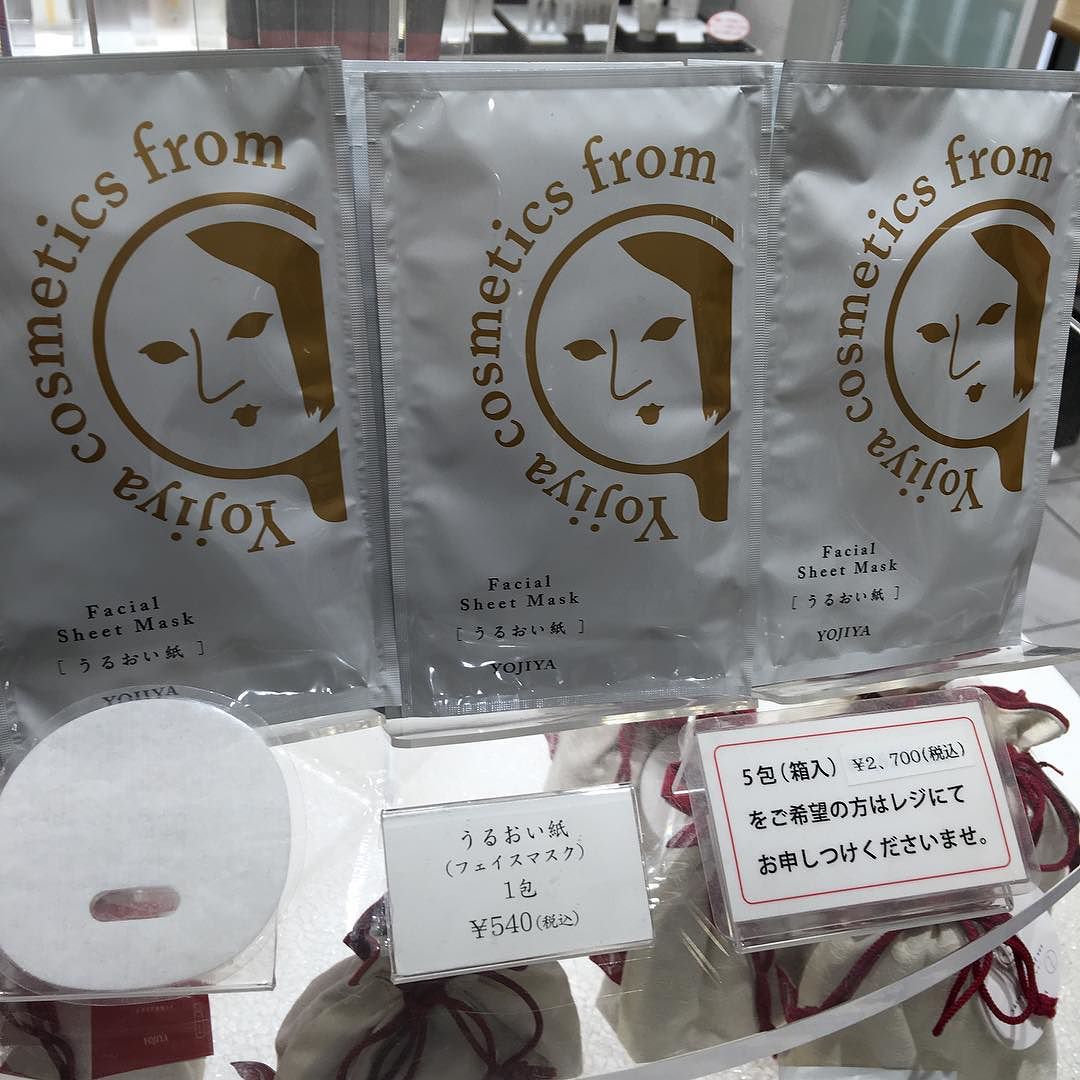 Yojiya cosmetics from
Facial
Sheet Mask
[ うるおい紙 ]
YOJIYA
Yojiya cosmetics from
Facial
Sheet Mask
[ うるおい紙 ]
YOJIYA
Yojiya cosmetics from
Facial
Sheet Mask
[ うるおい紙 ]
YOJIYA
うるおい紙
(フェイスマスク)
1包
¥540(税込)
5包(箱入) ¥2、700(税込)
をご希望の方はレジにて
お申しつけくださいませ。